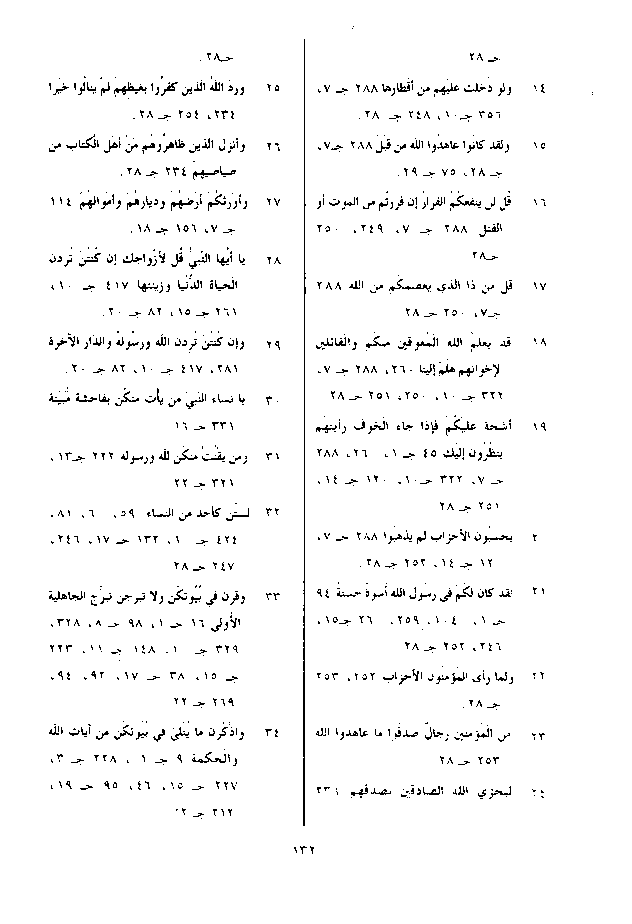 جـ ٢٨
١٤ ولو دخلت عليهم من أقطارها ٢٨٨ جـ ٧،
٣٥٦ جـ ١٠، ٢٤٨ جـ ٢٨.
١٥ ولقد كانوا عاهدوا الله من قبل ٢٨٨ جـ٧،
جـ ٢٨، ٧٥ جـ ٢٩.
١٦ قل لن ينفعكم الفرار إن فررتم من الموت أو
القتل ٢٨٨ جـ ٧، ٢٤٩، ٢٥٠
جـ٢٨
١٧ قل من ذا الذي يعصمكم من الله ٢٨٨
جـ٧، ٢٥٠ جـ ٢٨
١٨ قد يعلم الله المعوقين منكم والقائلين
لإخوانهم هلم إلينا ٢٦٠، ٢٨٨ جـ ٧،
٣٢٢ جـ ١٠، ٢٥٠، ٢٥١ جـ ٢٨
١٩ أشحة عليكم فإذا جاء الخوف رأيتهم
ينظرون إليك ٤٥ جـ ١، ٢٦، ٢٨٨
جـ ٧، ٣٢٢ جـ١٠، ١٢٠ جـ ١٤،
٢٥١ جـ ٢٨
٢ يحسبون الأحزاب لم يذهبوا ٢٨٨ جـ ٧،
١٢ جـ ١٤، ٢٥٢ جـ ٢٨.
٢١ لقد كان لكم في رسول الله أسوة حسنة ٩٤
جـ ١، ١٠٤، ٢٥٩، ٢٦ جـ١٥،
٢٤٦، ٢٥٢ جـ ٢٨
٢٢ ولما رأى المؤمنون الأحزاب ٢٥٢، ٢٥٣
جـ ٢٨.
٢٣ من المؤمنين رجال صدقوا ما عاهدوا الله
٢٥٣ جـ ٢٨
٢٤ ليجزي الله الصادقين بصدقهم
جـ٢٨.
٢٥ ورد الله الذين كفروا بغيظهم لم ينالوا خيرا
٢٣٤، ٢٥٤ جـ ٢٨.
٢٦ وأنزل الذين ظاهروهم من أهل الكتاب من
صياصيهم ٢٣٤ جـ ٢٨.
٢٧ وأورثكم أرضهم وديارهم وأموالهم ١١٤
جـ ٧، ١٥٦ جـ ١٨.
٢٨ يا أيها النبي قل لأزواجك إن كنتن تردن
الحياة الدنيا وزينتها ٤١٧ جـ ١٠،
٢٦١ جـ ١٥، ٨٢ جـ ٢٠.
٢٩ وإن كنتن تردن الله ورسوله والدار الآخرة
٢٨١، ٤١٧ جـ ١٠، ٨٢ جـ ٢٠.
٣٠ يا نساء النبي من يأت منكن بفاحشة مبينة
٣٣١ جـ ١٦
٣١ ومن يقنت منكن لله ورسوله ٢٢٢ جـ١٣،
٣٢١ جـ ٢٢
٣٢ لستن كأحد من النساء ٥٩، ٦، ٨١،
٤٢٤ جـ ١، ١٣٢ جـ ١٧، ٢٤٦،
٢٤٧ جـ ٢٨
٣٣ وقرن في بيوتكن ولا تبرجن تبرج الجاهلية
الأولى ١٦ جـ ١، ٩٨ جـ ٨، ٣٢٨،
٣٢٩ جـ ١٠، ١٤٨ جـ ١١، ٢٢٣
جـ ١٥، ٣٨ جـ ١٧، ٩٢، ٩٤،
٢٦٩ جـ ٢٢
٣٤ واذكرن ما يتلى في بيوتكن من آيات الله
والحكمة ٩ جـ ١، ٢٢٨ جـ ٣،
٢٢٧ جـ ١٥، ٤٦، ٩٥ جـ ١٩،
٢١٢ جـ
١٣٢